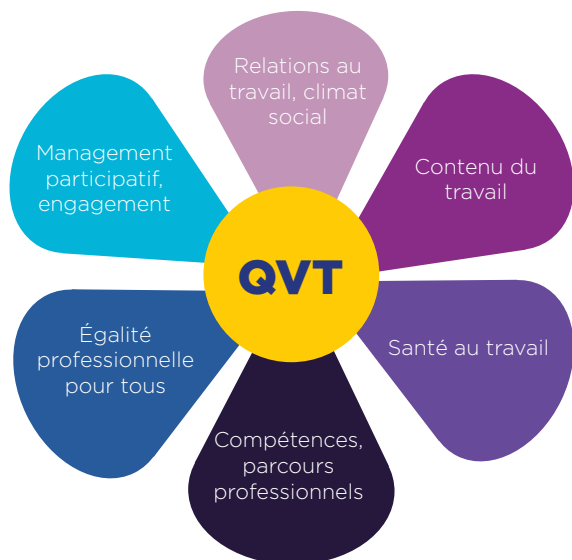 Relations au
travail, climat
social
Contenu du
travail
Santé au travail
Compétences,
parcours
professionnels
Égalité
professionnelle
pour tous
Management
participatif,
engagement
QVT